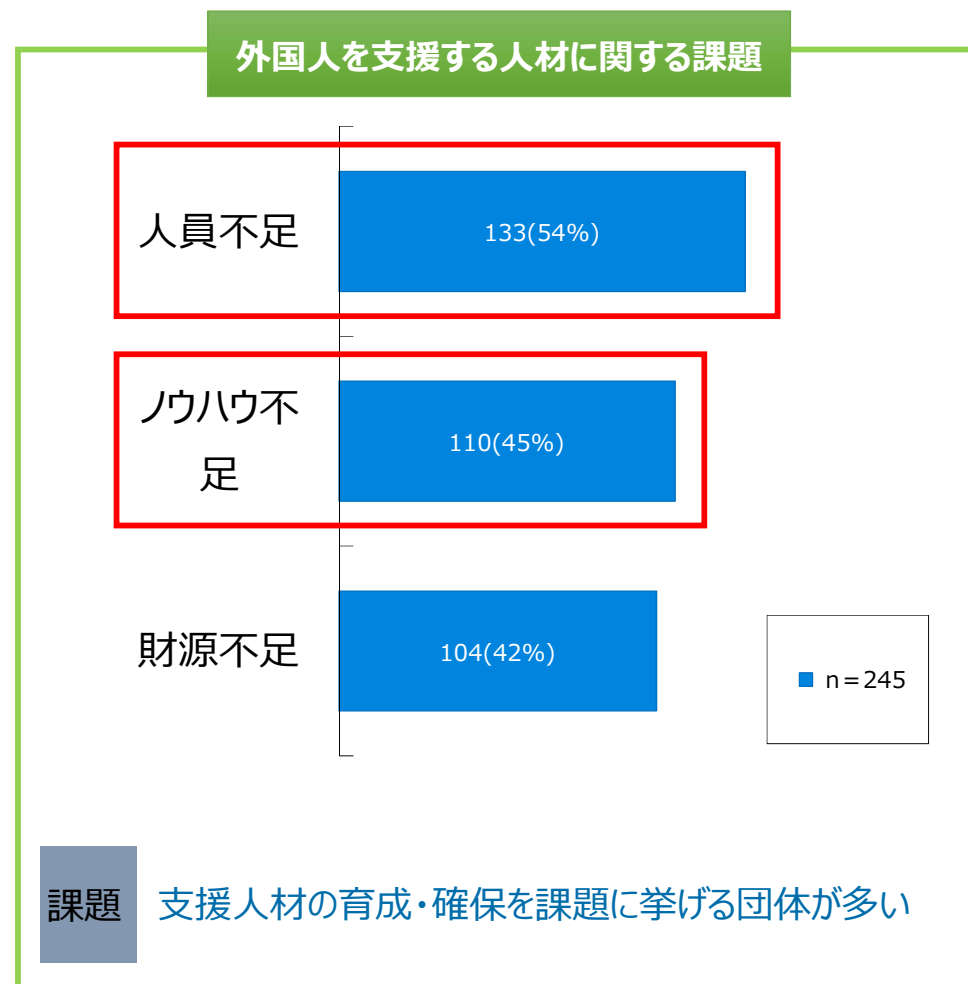 外国人を支援する人材に関する課題
人員不足
133(54%)
ノウハウ不
足
110(45%)
財源不足
104(42%)
n=245
課題
支援人材の育成・確保を課題に挙げる団体が多い